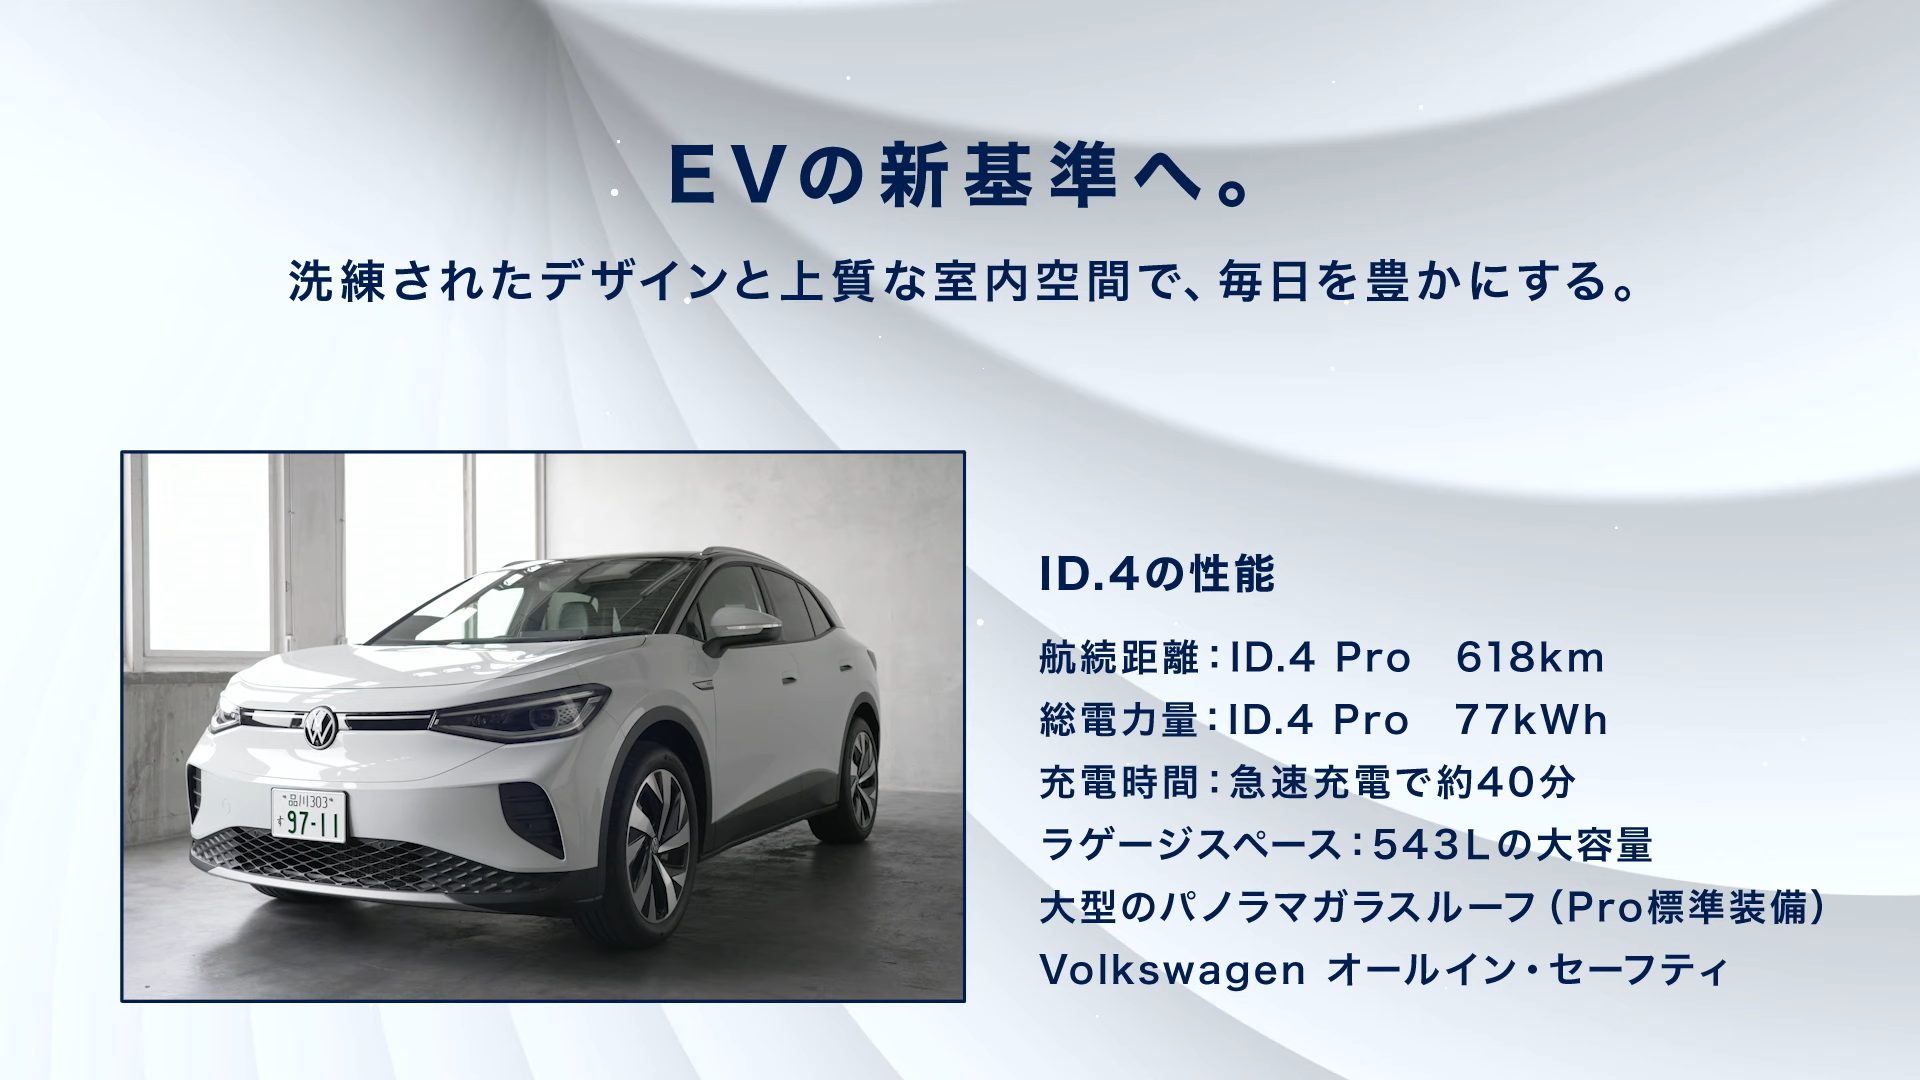 EVの新基準へ。
洗練されたデザインと上質な室内空間で、毎日を豊かにする。
品川303
す 97-11
ID.4の性能
航続距離：ID.4 Pro　618km
総電力量：ID.4 Pro　77kWh
充電時間：急速充電で約40分
ラゲージスペース：543Lの大容量
大型のパノラマガラスルーフ（Pro標準装備）
Volkswagen オールイン・セーフティ